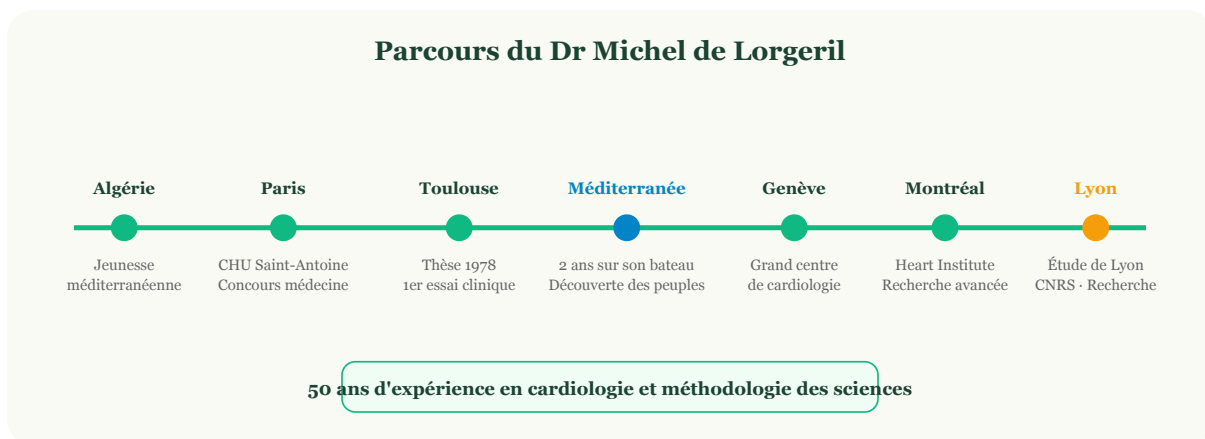 Parcours du Dr Michel de Lorgeril
Algérie
Jeunesse
méditerranéenne
Paris
CHU Saint-Antoine
Concours médecine
Toulouse
Thèse 1978
1er essai clinique
Méditerranée
2 ans sur son bateau
Découverte des peuples
Genève
Grand centre
de cardiologie
Montréal
Heart Institute
Recherche avancée
Lyon
Étude de Lyon
CNRS · Recherche
50 ans d'expérience en cardiologie et méthodologie des sciences